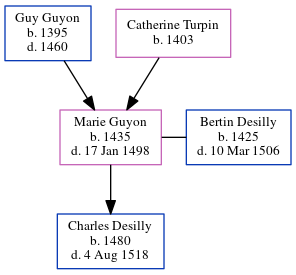 Guy Guyon
b. 1395
d. 1460
Catherine Turpin
b. 1403
Marie Guyon
b. 1435
d. 17 Jan 1498
Bertin Desilly
b. 1425
d. 10 Mar 1506
Charles Desilly
b. 1480
d. 4 Aug 1518